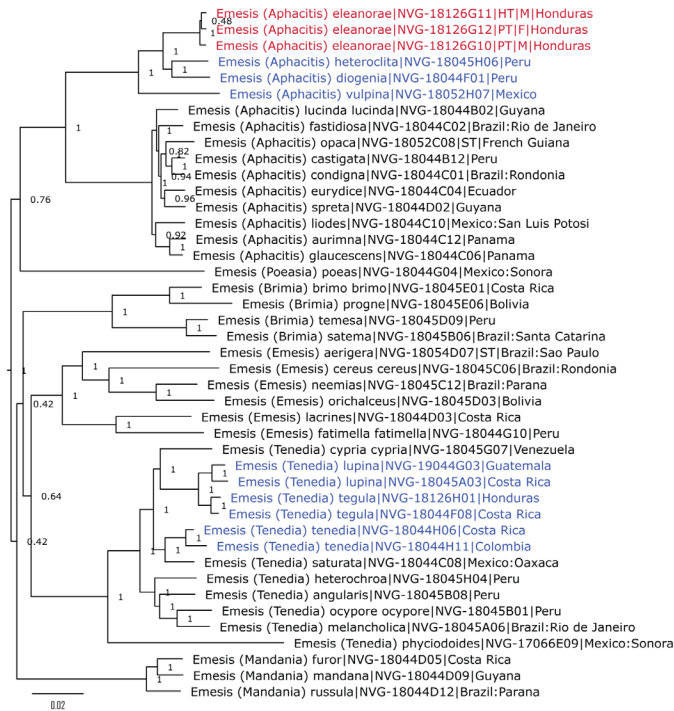 Emesis (Aphacitis) eleanorae|NVG-18126G11|HT|M|Honduras
0.48
Emesis (Aphacitis) eleanorae|NVG-18126G12|PT|F|Honduras
1
Emesis (Aphacitis) eleanorae|NVG-18126G10|PT|M|Honduras
1
Emesis (Aphacitis) heteroclita|NVG-18045H06|Peru
1
1
Emesis (Aphacitis) diogenia|NVG-18044F01|Peru
Emesis (Aphacitis) vulpina|NVG-18052H07|Mexico
Emesis (Aphacitis) lucinda lucinda|NVG-18044B02|Guyana
1
Emesis (Aphacitis) fastidiosa|NVG-18044C02|Brazil:Rio de Janeiro
1
Emesis (Aphacitis) opaca|NVG-18052C08|ST|French Guiana
0.82
1
Emesis (Aphacitis) castigata|NVG-18044B12|Peru
1
0.94
Emesis (Aphacitis) condigna|NVG-18044C01|Brazil:Rondonia
1
Emesis (Aphacitis) eurydice|NVG-18044C04|Ecuador
0.96
0.76
Emesis (Aphacitis) spreta|NVG-18044D02|Guyana
Emesis (Aphacitis) liodes|NVG-18044C10|Mexico:San Luis Potosi
0.92
Emesis (Aphacitis) aurimna|NVG-18044C12|Panama
1
Emesis (Aphacitis) glaucescens|NVG-18044C06|Panama
Emesis (Poeasia) poeas|NVG-18044G04|Mexico:Sonora
Emesis (Brimia) brimo brimo|NVG-18045E01|Costa Rica
1
Emesis (Brimia) progne|NVG-18045E06|Bolivia
1
Emesis (Brimia) temesa|NVG-18045D09|Peru
1
Emesis (Brimia) satema|NVG-18045B06|Brazil:Santa Catarina
Emesis (Emesis) aerigera|NVG-18054D07|ST|Brazil:Sao Paulo
1
1
Emesis (Emesis) cereus cereus|NVG-18045C06|Brazil:Rondonia
1
Emesis (Emesis) neemias|NVG-18045C12|Brazil:Parana
1
1
0.42
Emesis (Emesis) orichalceus|NVG-18045D03|Bolivia
Emesis (Emesis) lacrines|NVG-18044D03|Costa Rica
1
Emesis (Emesis) fatimella fatimella|NVG-18044G10|Peru
Emesis (Tenedia) cypria cypria|NVG-18045G07|Venezuela
1
Emesis (Tenedia) lupina|NVG-19044G03|Guatemala
1
Emesis (Tenedia) lupina|NVG-18045A03|Costa Rica
1
0.64
Emesis (Tenedia) tegula|NVG-18126H01|Honduras
1
1
Emesis (Tenedia) tegula|NVG-18044F08|Costa Rica
Emesis (Tenedia) tenedia|NVG-18044H06|Costa Rica
1
0.42
Emesis (Tenedia) tenedia|NVG-18044H11|Colombia
1
1
Emesis (Tenedia) saturata|NVG-18044C08|Mexico:Oaxaca
Emesis (Tenedia) heterochroa|NVG-18045H04|Peru
1
1
Emesis (Tenedia) angularis|NVG-18045B08|Peru
Emesis (Tenedia) ocypore ocypore|NVG-18045B01|Peru
1
Emesis (Tenedia) melancholica|NVG-18045A06|Brazil:Rio de Janeiro
Emesis (Tenedia) phyciodoides|NVG-17066E09|Mexico:Sonora
Emesis (Mandania) furor|NVG-18044D05|Costa Rica
1
Emesis (Mandania) mandana|NVG-18044D09|Guyana
1
Emesis (Mandania) russula|NVG-18044D12|Brazil:Parana
0.02